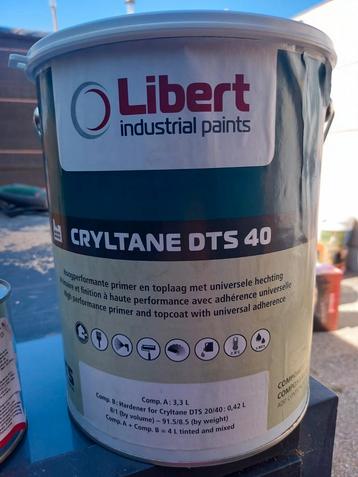 Libert
industrial paints
CRYLTANE DTS 40
Hoogperformante primer en toplaag met universele hechting
et finition à haute performance avec adhérence universelle
High performance primer and topcoat with universal adherence
Comp. A: 3,3 L
Comp. B: Hardener for Cryltane DTS 20/40: 0,42 L
8/1 (by volume) – 91.5/8.5 (by weight)
Comp. A + Comp. B = 4 L tinted and mixed